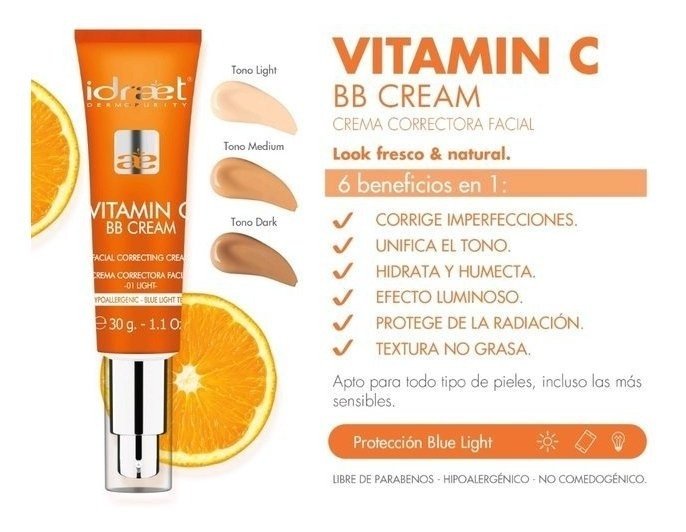 idraet
DERMOPURITY
VITAMIN C
BB CREAM
FACIAL CORRECTING CREA
CREMA CORRECTORA FACI
-01 LIGHT-
YPOALLERGENIC - BLUE LIGHT TE
e 30 g. - 1.1 Oz
Tono Light
Tono Medium
Tono Dark
VITAMIN C
BB CREAM
CREMA CORRECTORA FACIAL
Look fresco & natural.
6 beneficios en 1:
CORRIGE IMPERFECCIONES.
UNIFICA EL TONO.
HIDRATA Y HUMECTA.
EFECTO LUMINOSO.
PROTEGE DE LA RADIACIÓN.
TEXTURA NO GRASA.
Apto para todo tipo de pieles, incluso las más
sensibles.
Protección Blue Light
LIBRE DE PARABENOS - HIPOALERGÉNICO - NO COMEDOGÉNICO.